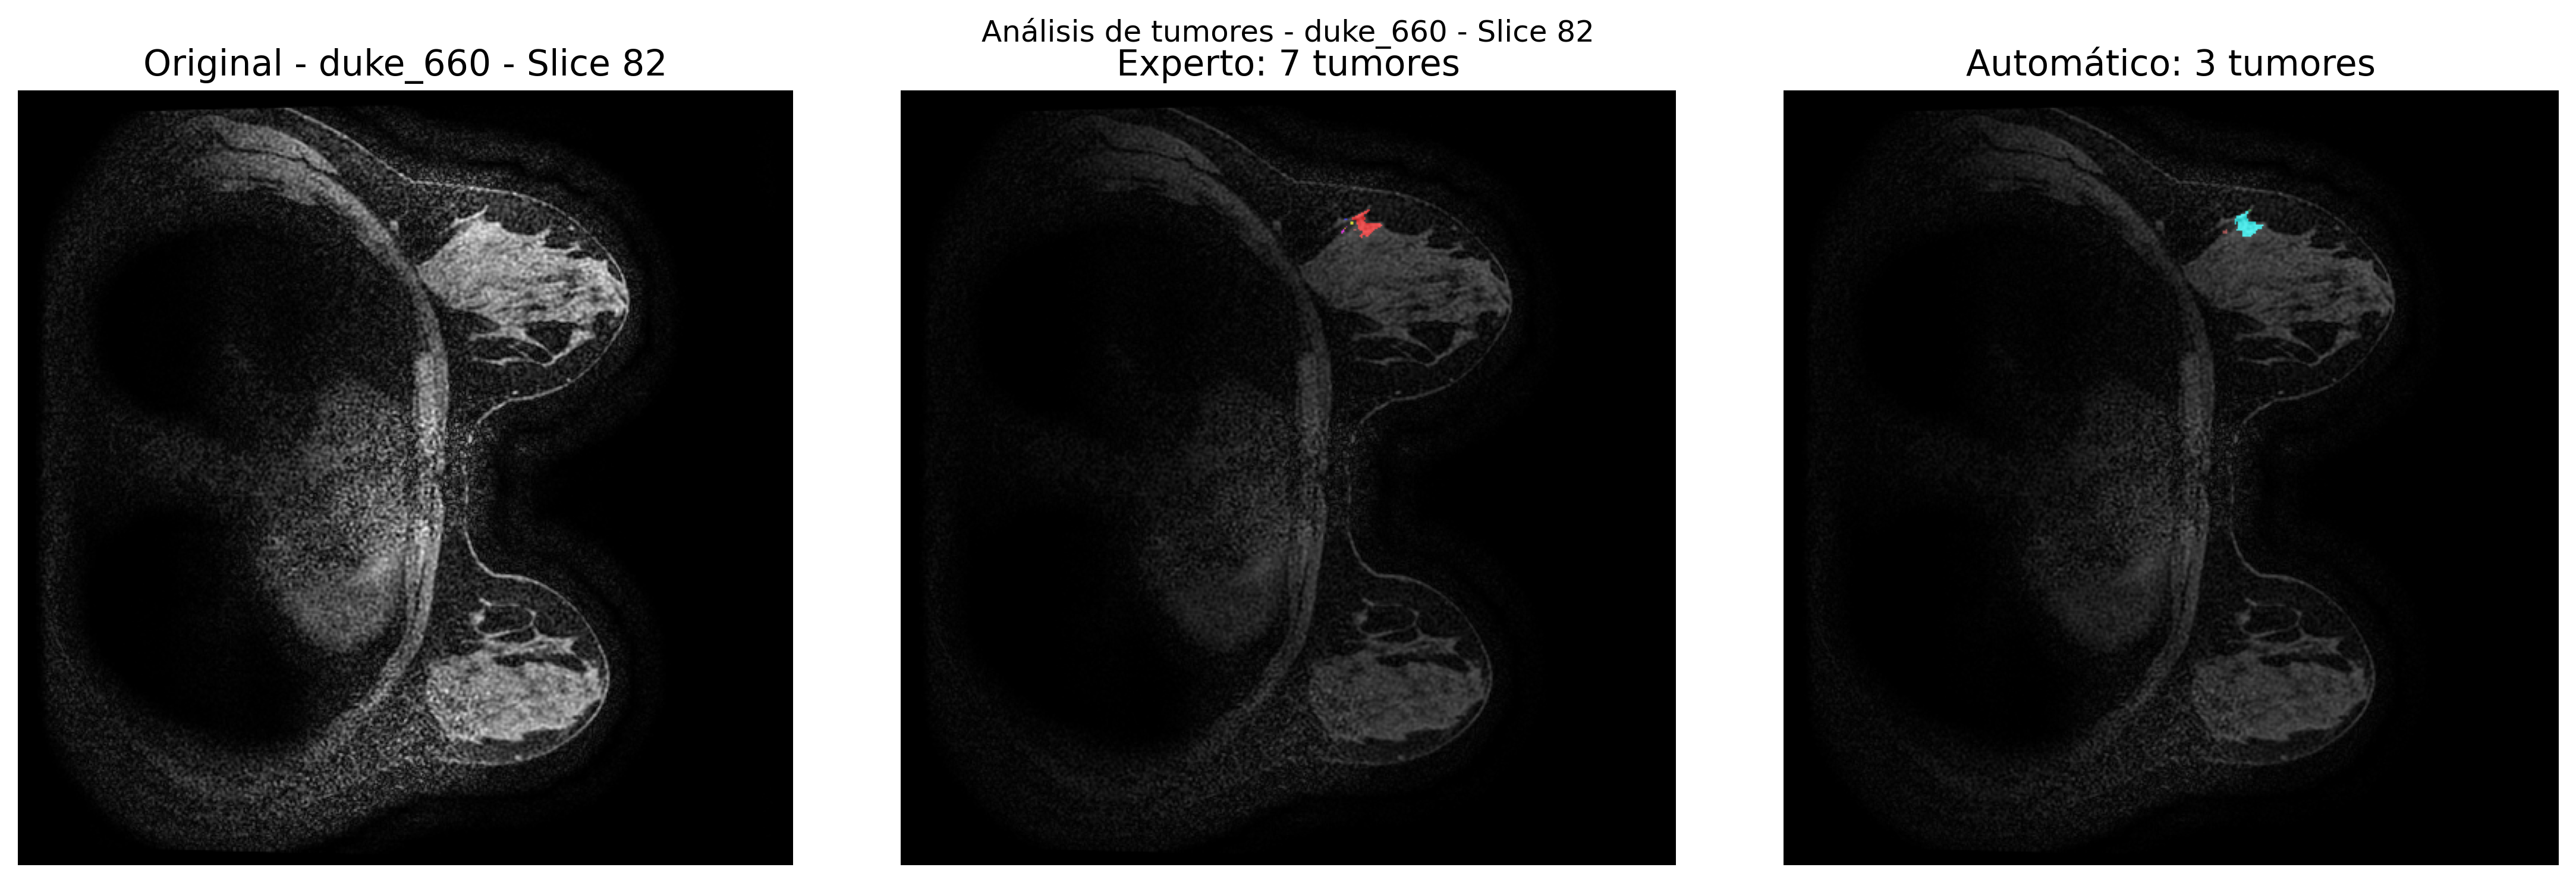 Análisis de tumores - duke_660 - Slice 82
Original - duke_660 - Slice 82
Experto: 7 tumores
Automático: 3 tumores